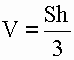 V = Sh/3